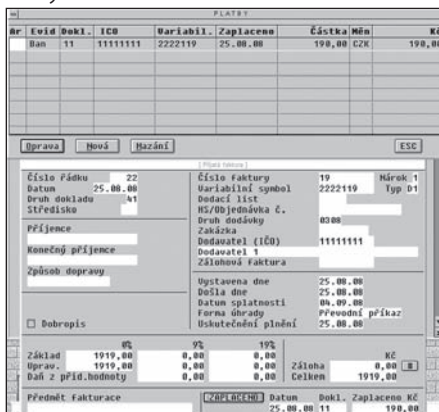 PLATBY
Ár Evid Dokl. ICO Variabil. Zaplaceno Částka Měn Kč
Ban 11 11111111 2222119 25.08.08 190,00 CZK 190,0
Oprava Nová Mazání ESC
[ Přijatá faktura ]
Číslo řádku 22
Datum 25.08.08
Druh dokladu 41
Středisko
Příjemce
Konečný příjemce
Způsob dopravy
Dobropis
Číslo faktury 19 Nárok 1
Variabilní symbol 2222119 Typ D1
Dodací list
HS/Objednávka č.
Druh dodávky 0308
Zakázka
Dodavatel (IČO) 11111111
Dodavatel 1
Zálohová faktura
Vystavena dne 25.08.08
Došla dne 25.08.08
Datum splatnosti 04.09.08
Forma úhrady Převodní příkaz
Uskutečnění plnění 25.08.08
0% 9% 19%
Základ 1919,00 0,00 0,00 Kč
Uprav. 1919,00 0,00 0,00 Záloha 0,00
Daň z přid.hodnoty 0,00 0,00 Celkem 1919,00
Předmět fakturace ZAPLACENO Datum Dokl. Zaplaceno Kč
25.08.08 11 190,00